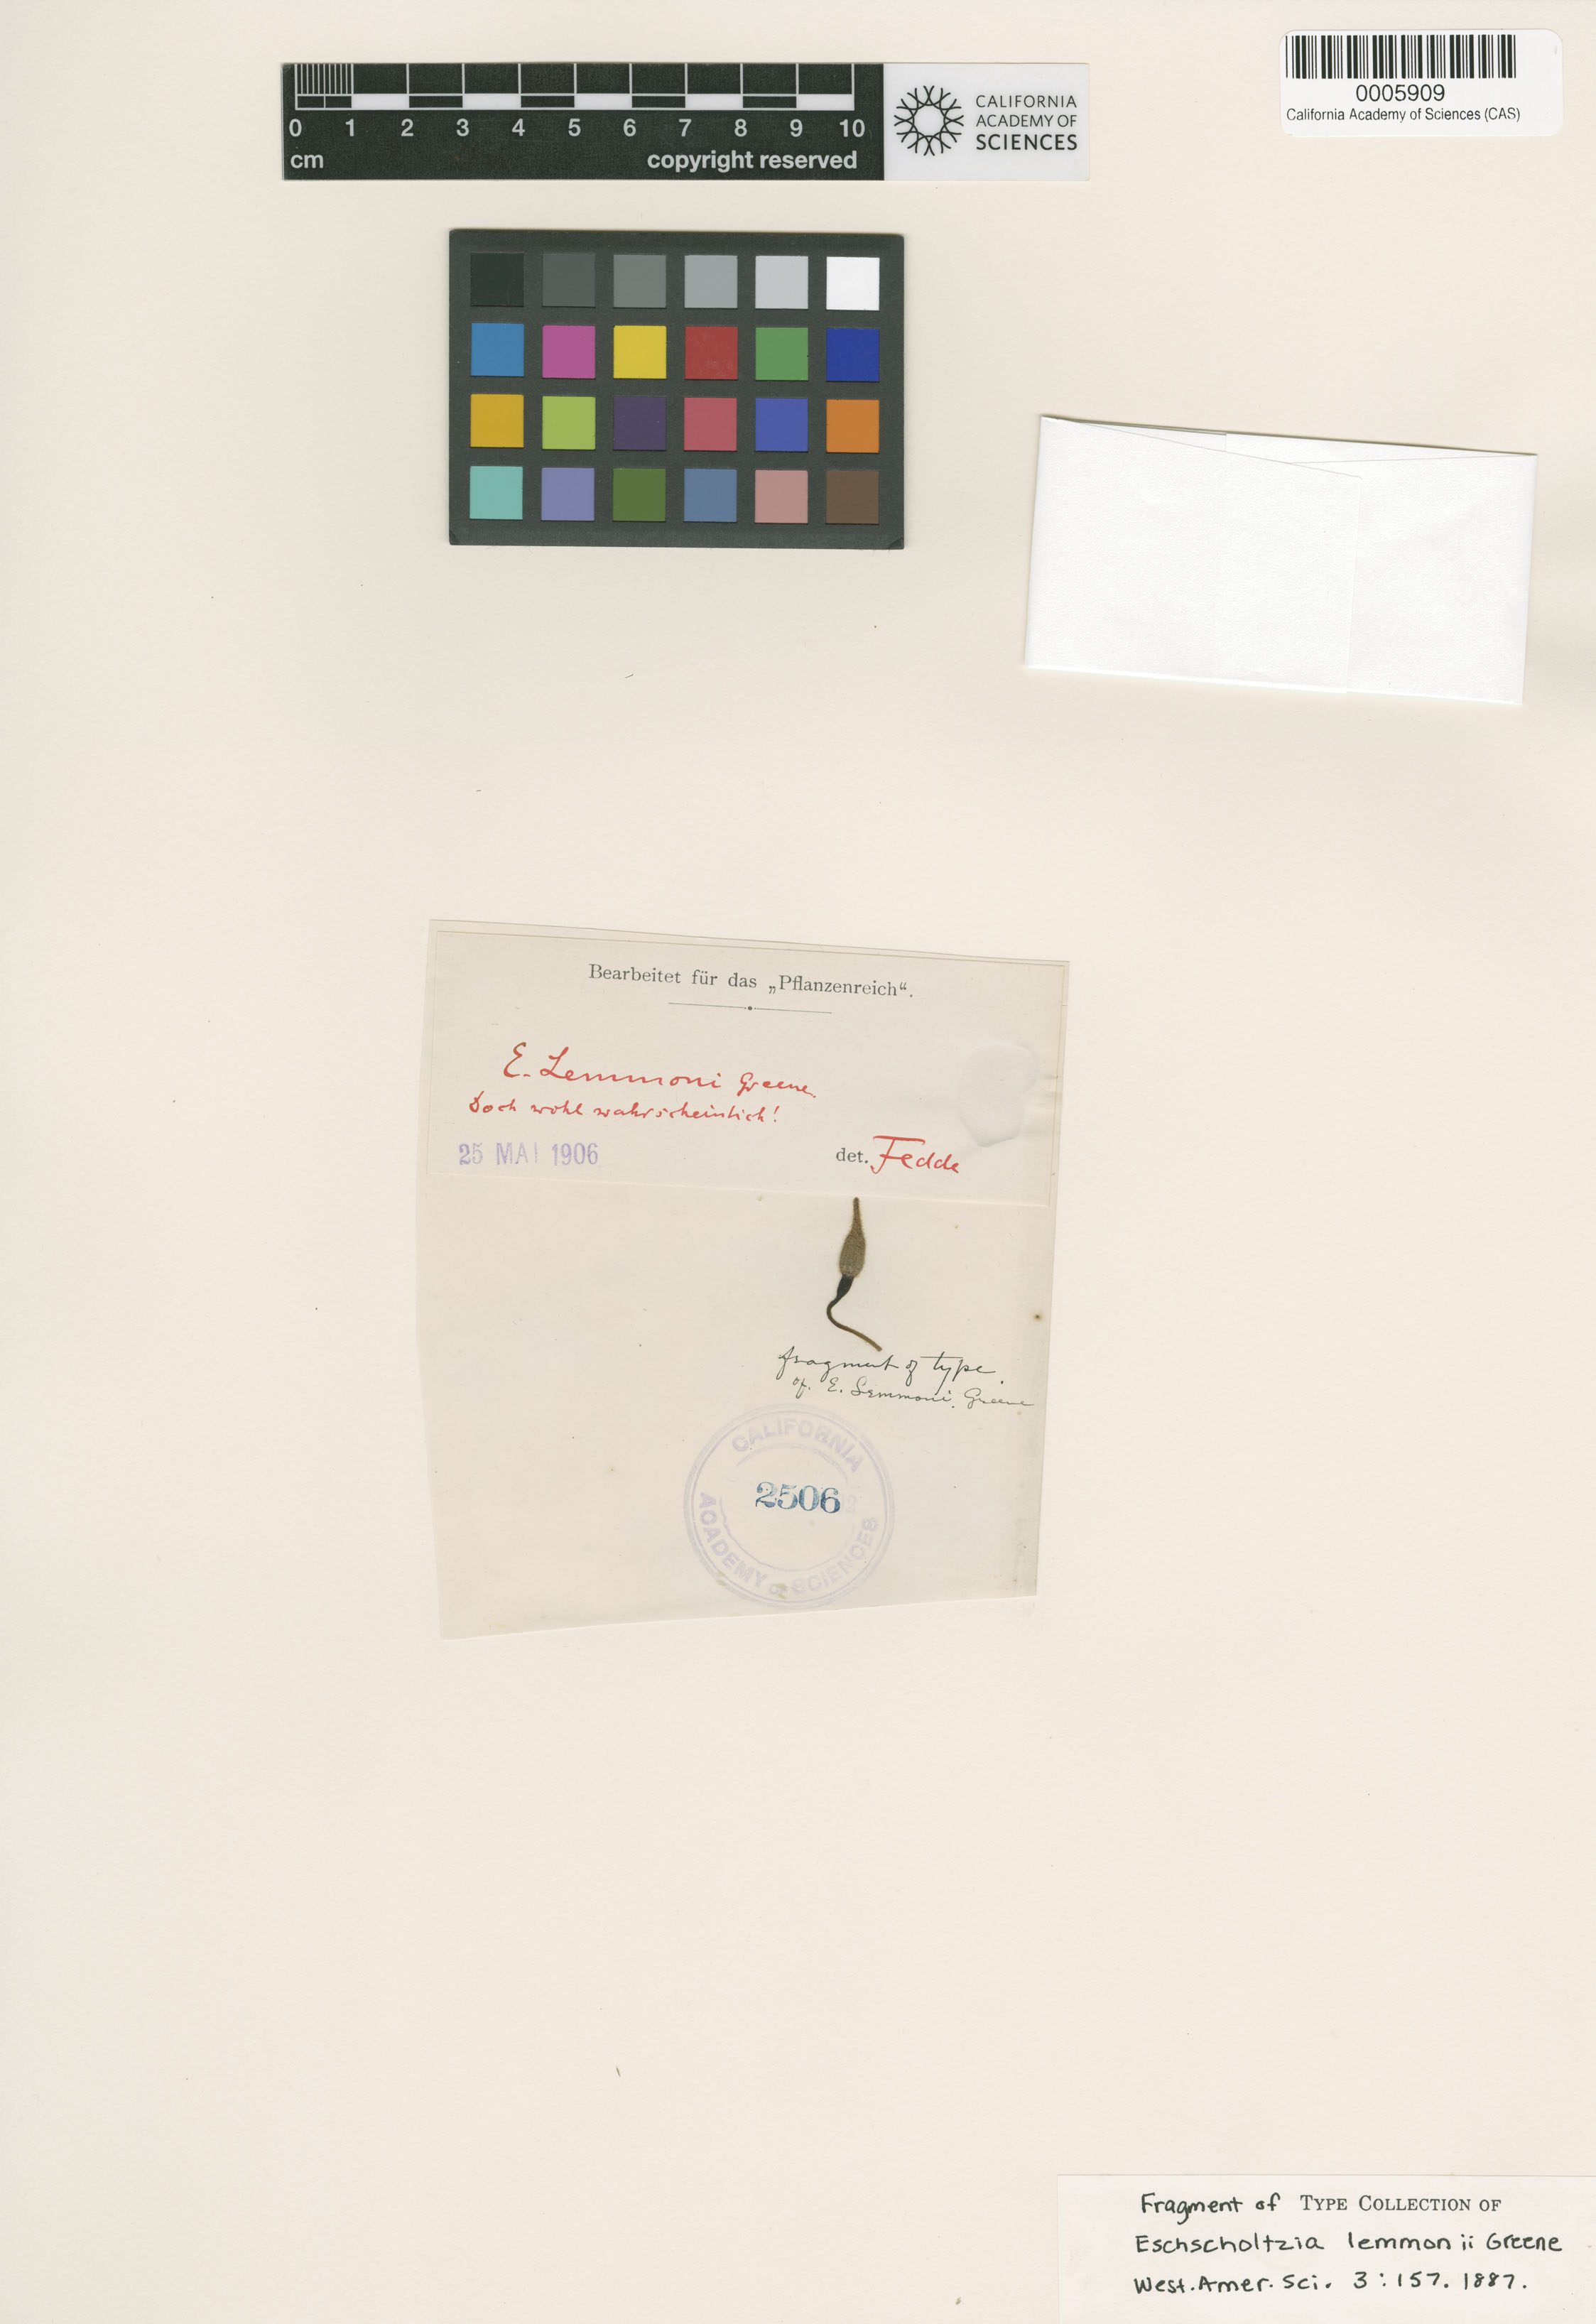 0 1 2 3 4 5 6 7 8 9 10
cm copyright reserved
CALIFORNIA
ACADEMY OF
SCIENCES
0005909
California Academy of Sciences (CAS)
Bearbeitet für das „Pflanzenreich“.
E. Lemmoni Greene.
Doch wohl wahrscheinlich!
25 MAI 1906
det. Fedde
fragment of type.
of. E. Lemmoni. Greene
CALIFORNIA
2506
ACADEMY OF SCIENCES
Fragment of TYPE COLLECTION OF
Eschscholtzia lemmonii Greene
West. Amer. Sci. 3:157. 1887.